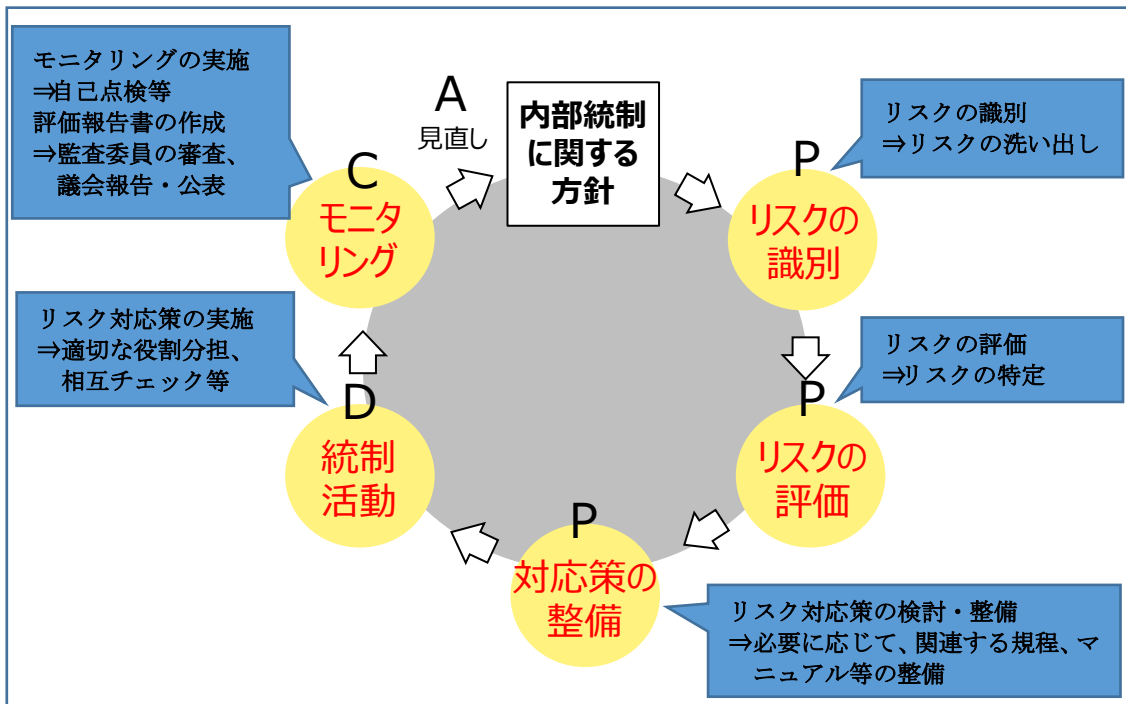 モニタリングの実施
⇒自己点検等
評価報告書の作成
⇒監査委員の審査、
議会報告・公表
A
見直し
内部統制
に関する
方針
P
リスクの
識別
リスクの識別
⇒リスクの洗い出し
C
モニタ
リング
リスク対応策の実施
⇒適切な役割分担、
相互チェック等
リスクの評価
⇒リスクの特定
P
リスクの
評価
D
統制
活動
P
対応策の
整備
リスク対応策の検討・整備
⇒必要に応じて、関連する規程、マ
ニュアル等の整備